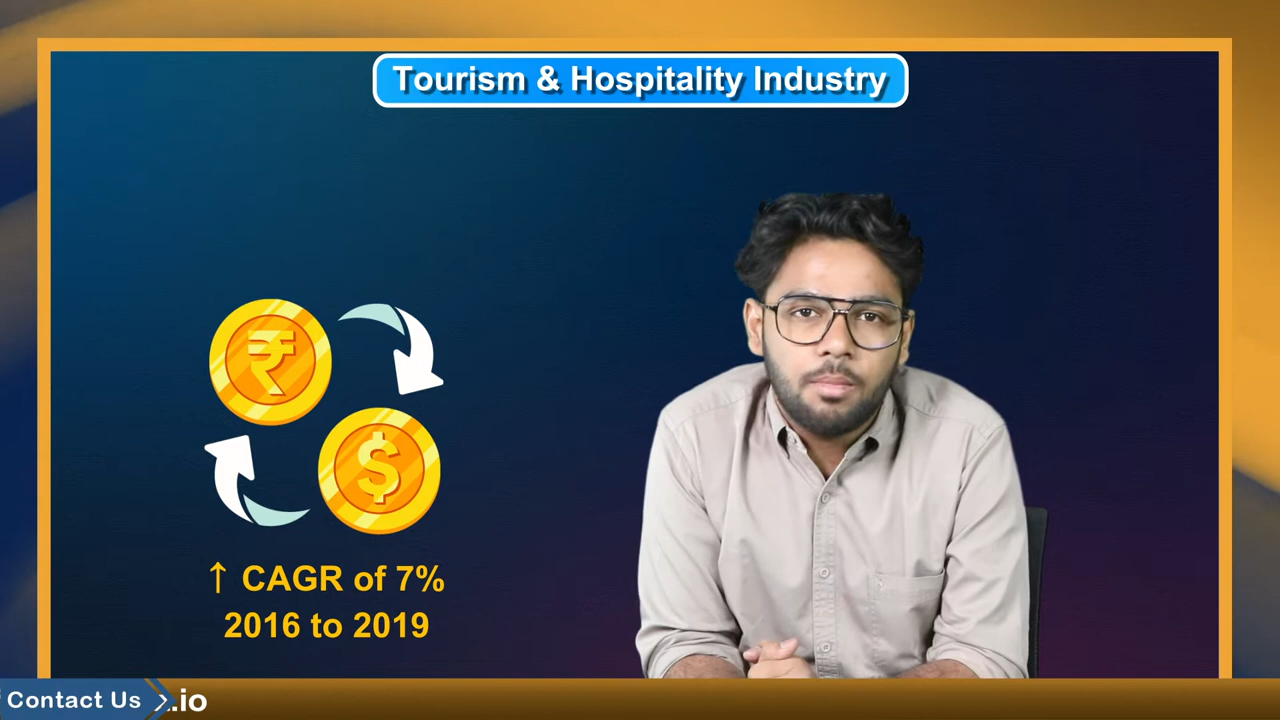 Tourism & Hospitality Industry
₹
$
↑ CAGR of 7%
2016 to 2019
Contact Us
.io